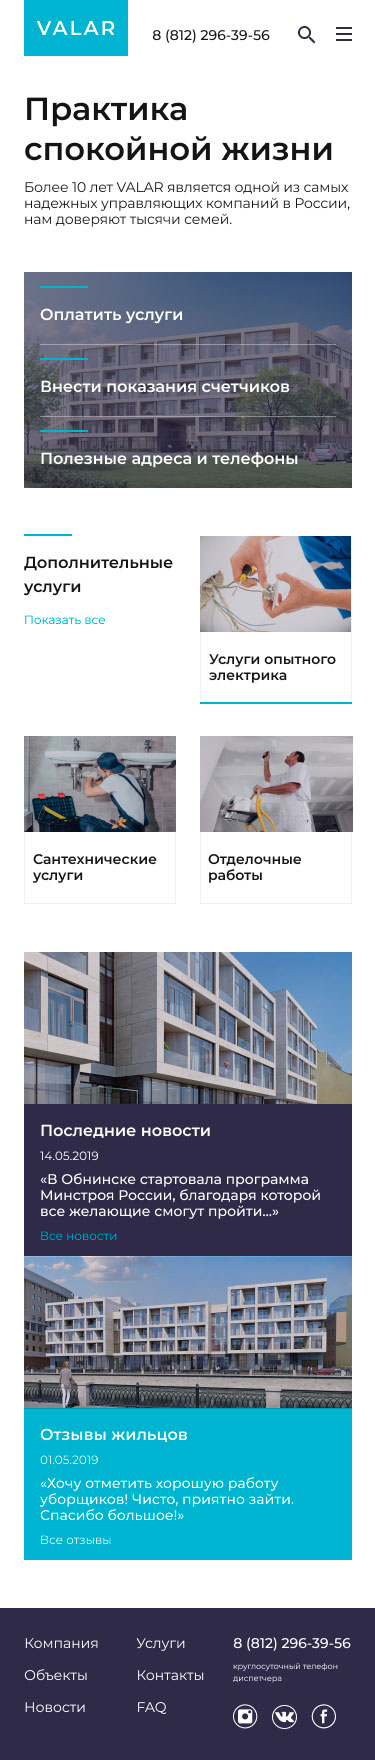 VALAR
8 (812) 296-39-56
Практика
спокойной жизни
Более 10 лет VALAR является одной из самых
надежных управляющих компаний в России,
нам доверяют тысячи семей.
Оплатить услуги
Внести показания счетчиков
Полезные адреса и телефоны
Дополнительные
услуги
Показать все
Услуги опытного
электрика
Сантехнические
услуги
Отделочные
работы
Последние новости
14.05.2019
«В Обнинске стартовала программа
Минстроя России, благодаря которой
все желающие смогут пройти...»
Все новости
Отзывы жильцов
01.05.2019
«Хочу отметить хорошую работу
уборщиков! Чисто, приятно зайти.
Спасибо большое!»
Все отзывы
Компания
Объекты
Новости
Услуги
Контакты
FAQ
8 (812) 296-39-56
круглосуточный телефон
диспетчера